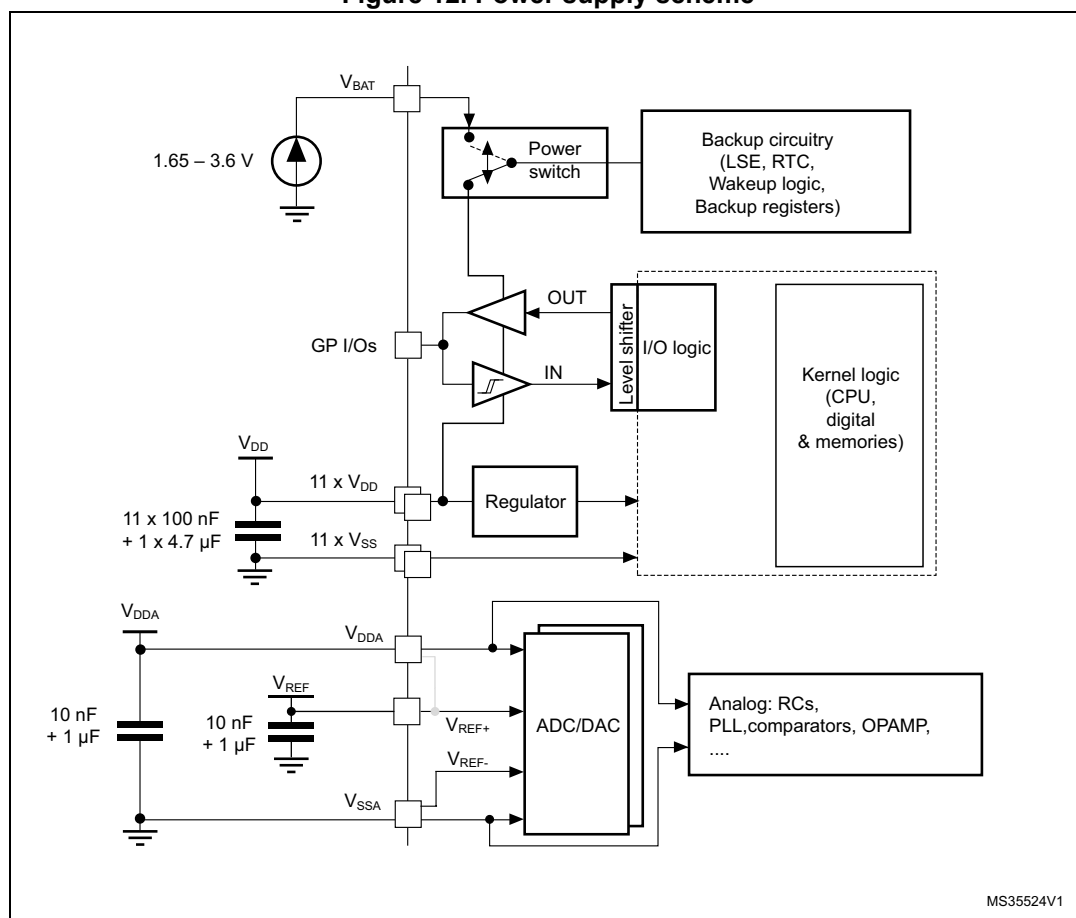 Figure 12. Power supply scheme
VBAT
1.65 – 3.6 V
Power
switch
Backup circuitry
(LSE, RTC,
Wakeup logic,
Backup registers)
OUT
GP I/Os
IN
Level shifter
I/O logic
Kernel logic
(CPU,
digital
& memories)
VDD
11 x VDD
Regulator
11 x 100 nF
+ 1 x 4.7 µF
11 x VSS
VDDA
VDDA
VREF
10 nF
+ 1 µF
10 nF
+ 1 µF
VREF+
ADC/DAC
Analog: RCs,
PLL,comparators, OPAMP,
....
VREF-
VSSA
MS35524V1